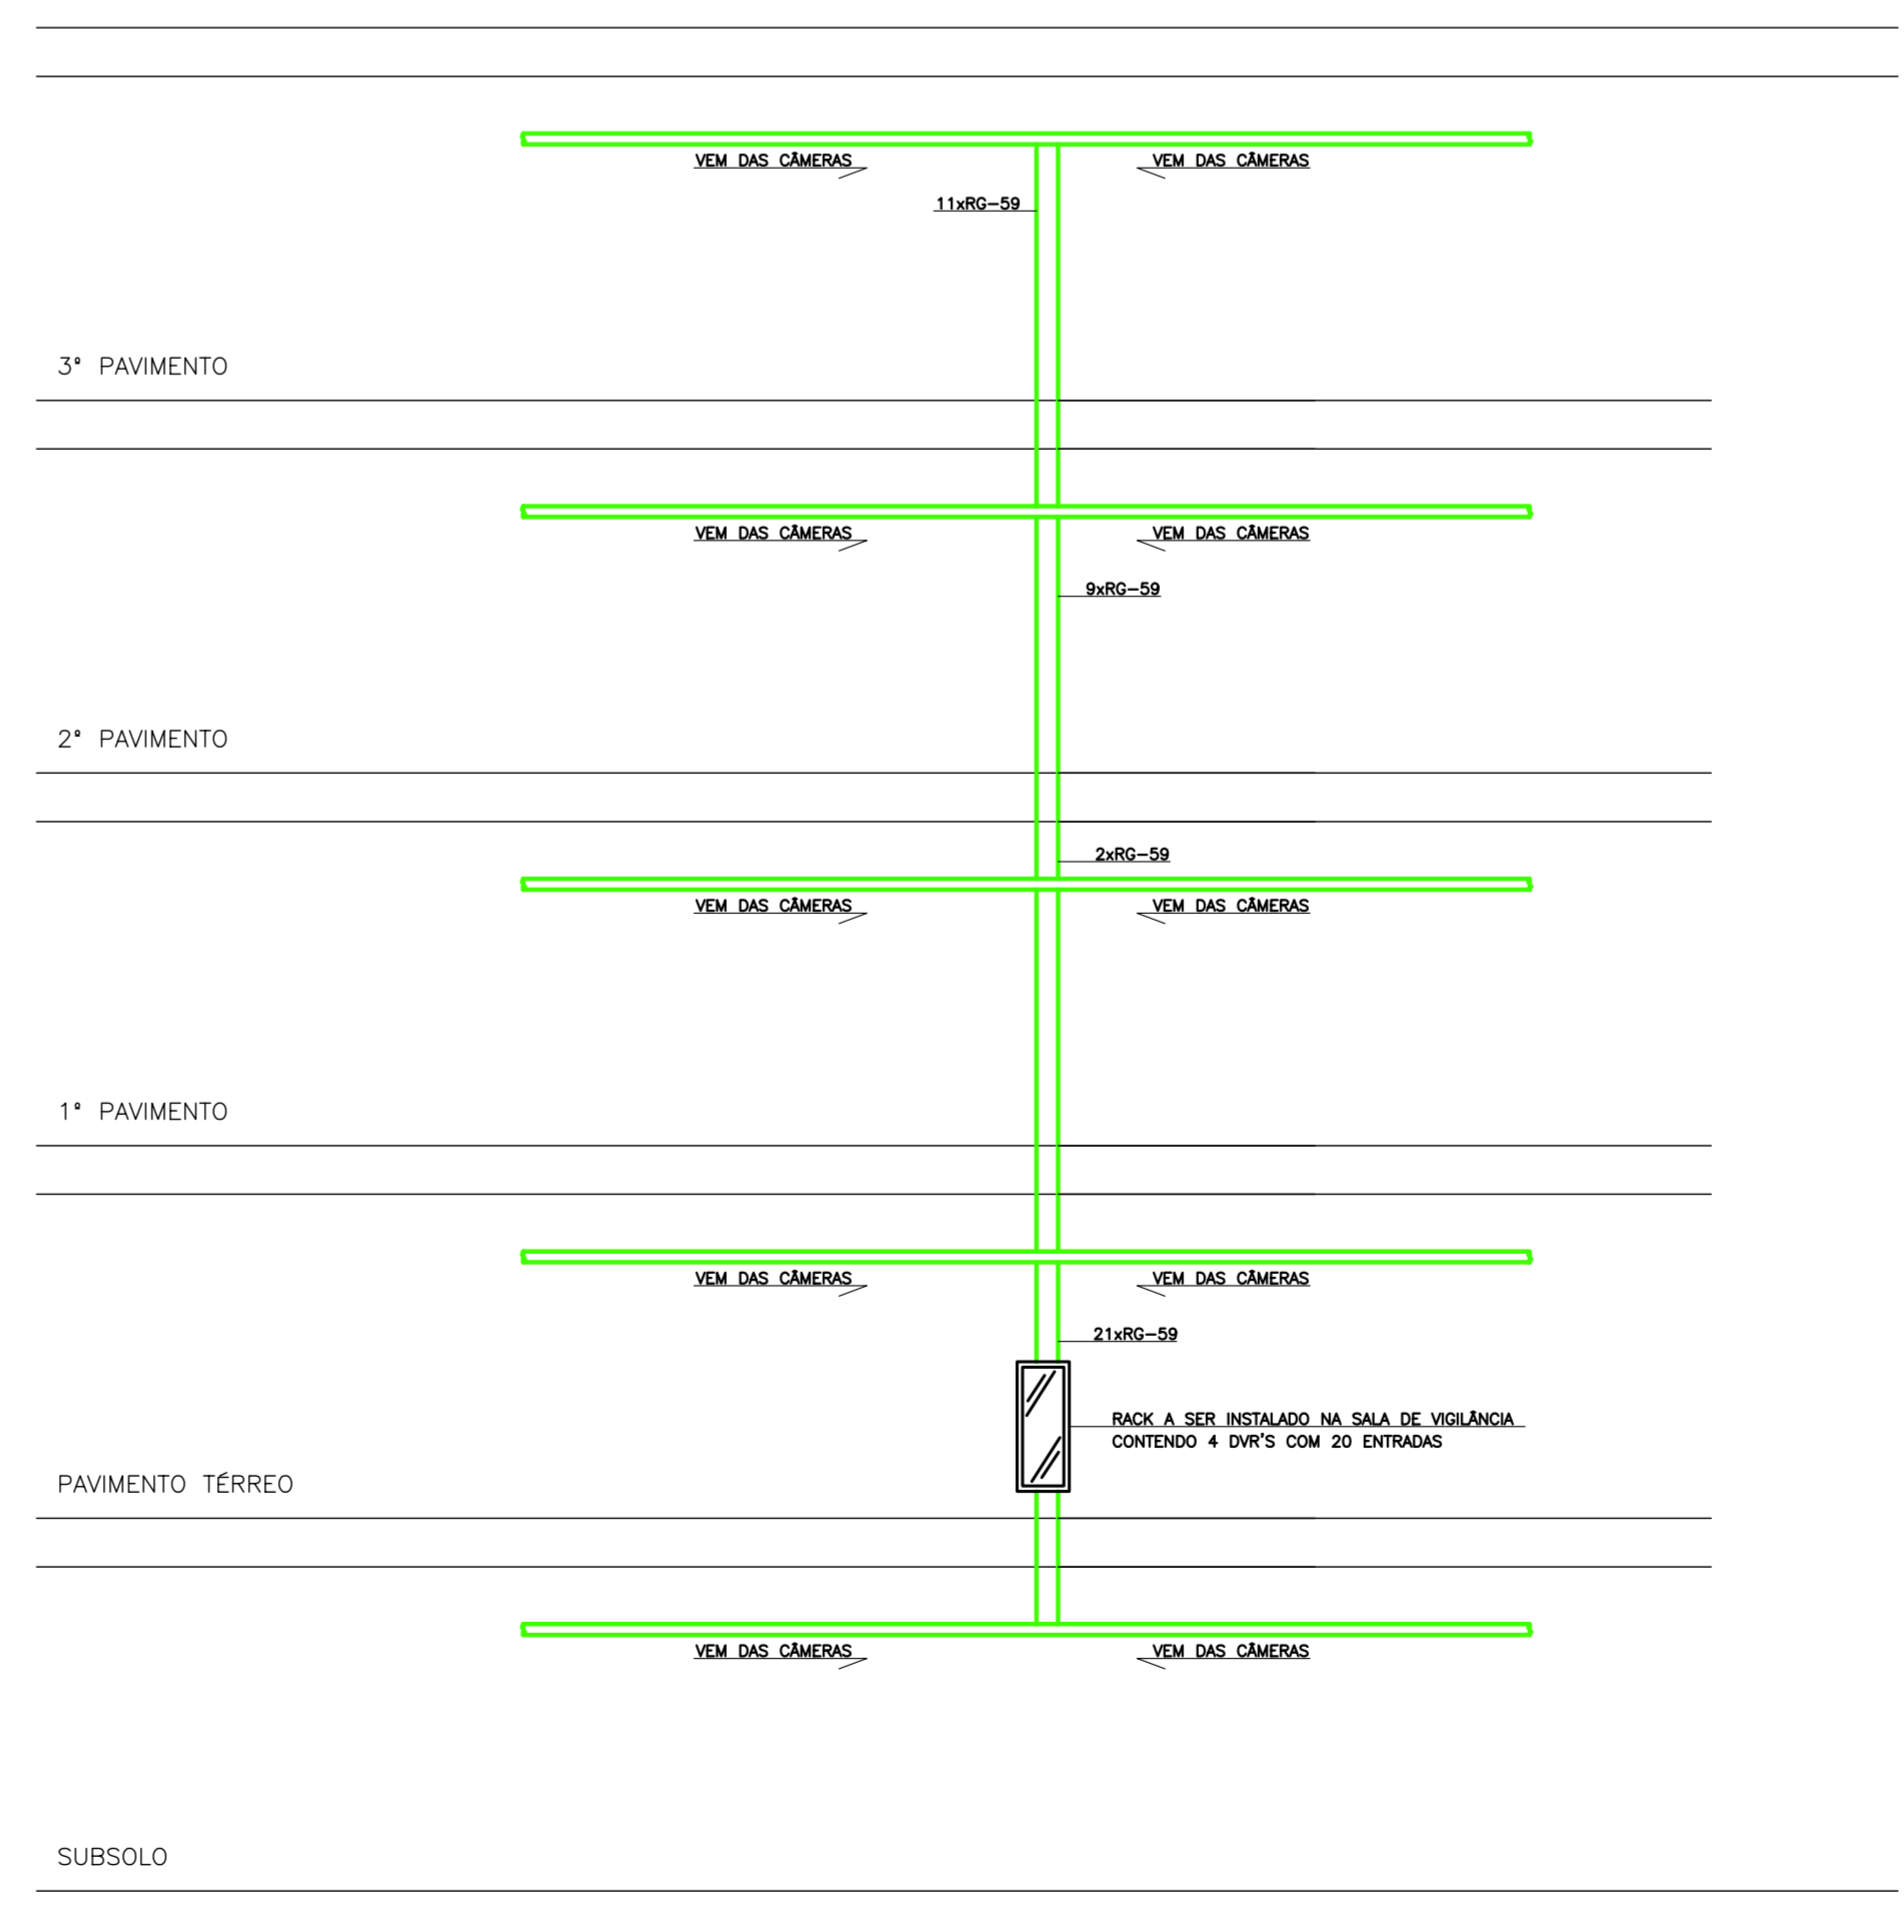 VEM DAS CÂMERAS
VEM DAS CÂMERAS
11xRG-59
3º PAVIMENTO
VEM DAS CÂMERAS
VEM DAS CÂMERAS
9xRG-59
2º PAVIMENTO
2xRG-59
VEM DAS CÂMERAS
VEM DAS CÂMERAS
1º PAVIMENTO
VEM DAS CÂMERAS
VEM DAS CÂMERAS
21xRG-59
RACK A SER INSTALADO NA SALA DE VIGILÂNCIA
CONTENDO 4 DVR'S COM 20 ENTRADAS
PAVIMENTO TÉRREO
VEM DAS CÂMERAS
VEM DAS CÂMERAS
SUBSOLO